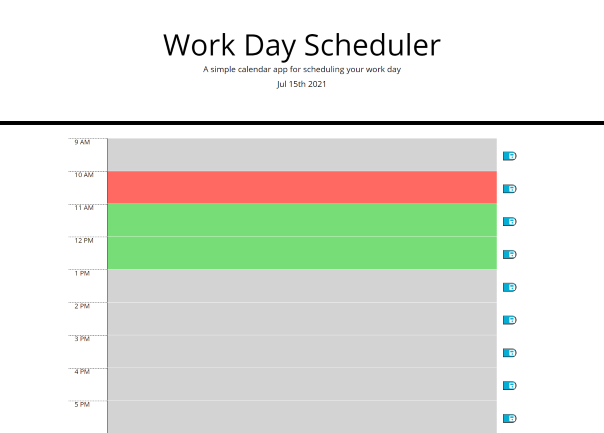 Work Day Scheduler
A simple calendar app for scheduling your work day
Jul 15th 2021
9 AM
10 AM
11 AM
12 PM
1 PM
2 PM
3 PM
4 PM
5 PM